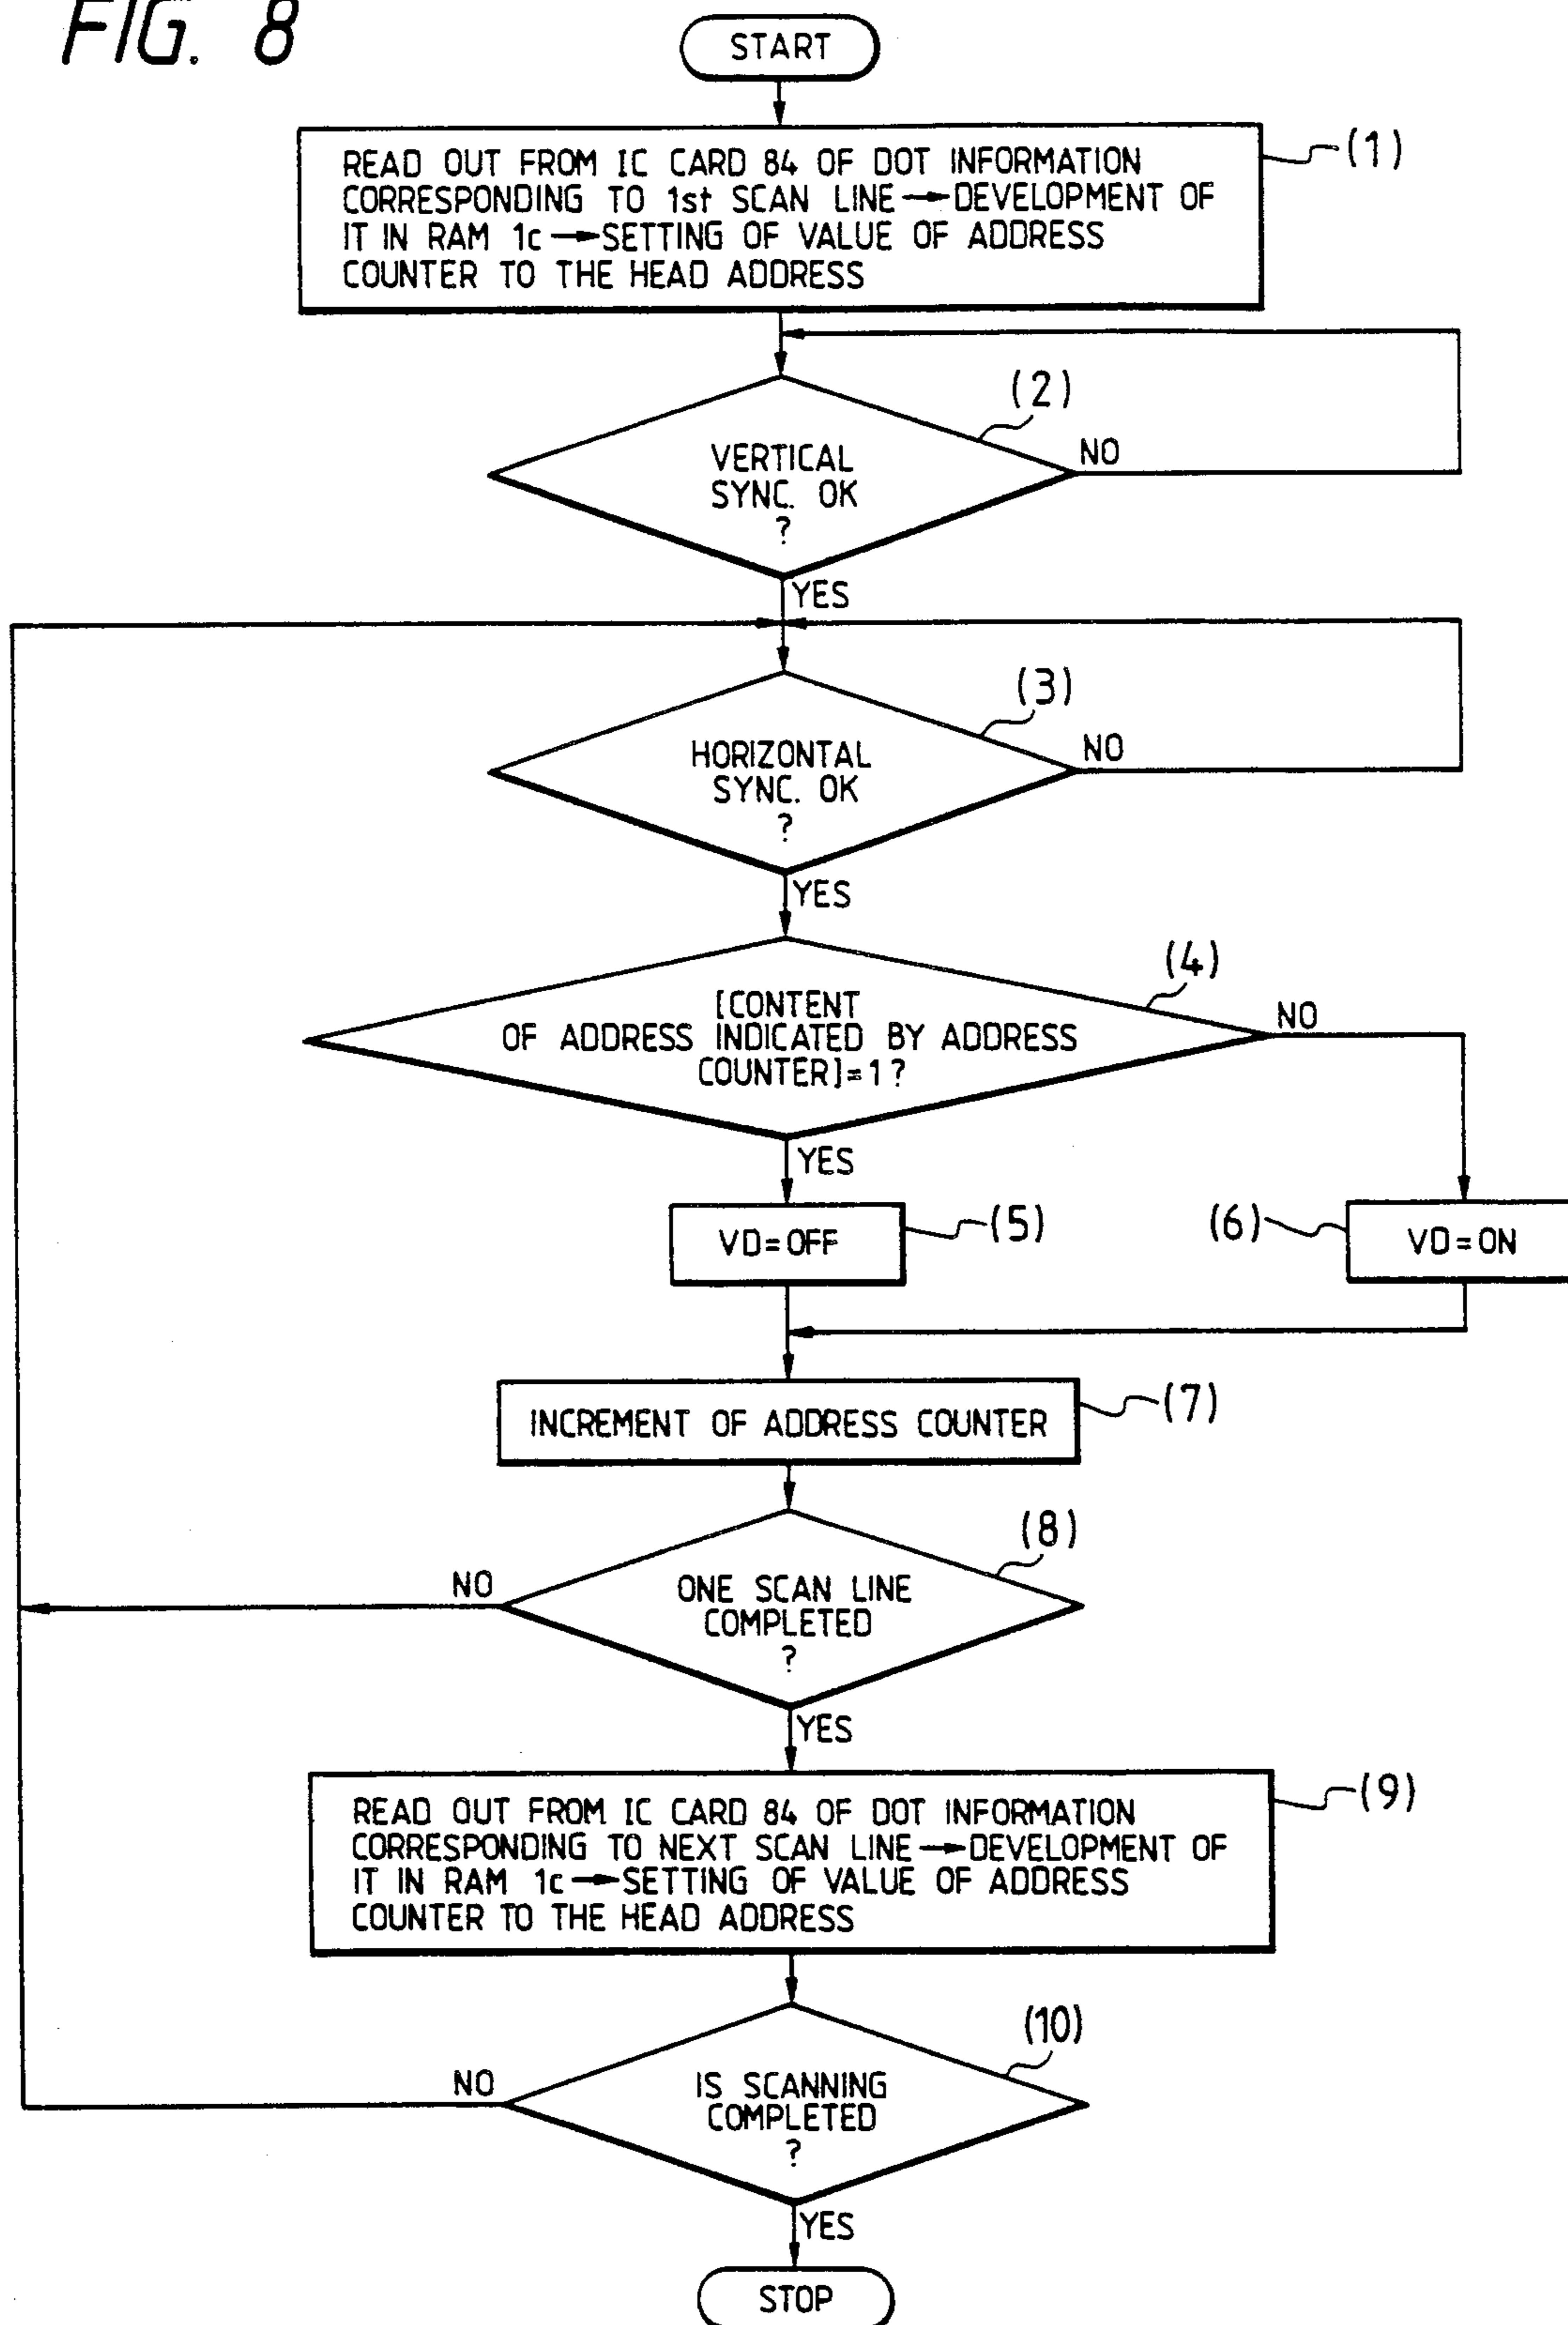 FIG. 8
START
READ OUT FROM IC CARD 84 OF DOT INFORMATION
CORRESPONDING TO 1st SCAN LINE→DEVELOPMENT OF
IT IN RAM 1c→SETTING OF VALUE OF ADDRESS
COUNTER TO THE HEAD ADDRESS
(1)
(2)
VERTICAL
SYNC. OK
?
NO
YES
(3)
HORIZONTAL
SYNC. OK
?
NO
YES
(4)
[CONTENT
OF ADDRESS INDICATED BY ADDRESS
COUNTER]=1?
NO
YES
VD=OFF
(5)
(6)
VD=ON
INCREMENT OF ADDRESS COUNTER
(7)
(8)
ONE SCAN LINE
COMPLETED
?
NO
YES
READ OUT FROM IC CARD 84 OF DOT INFORMATION
CORRESPONDING TO NEXT SCAN LINE→DEVELOPMENT OF
IT IN RAM 1c→SETTING OF VALUE OF ADDRESS
COUNTER TO THE HEAD ADDRESS
(9)
(10)
IS SCANNING
COMPLETED
?
NO
YES
STOP